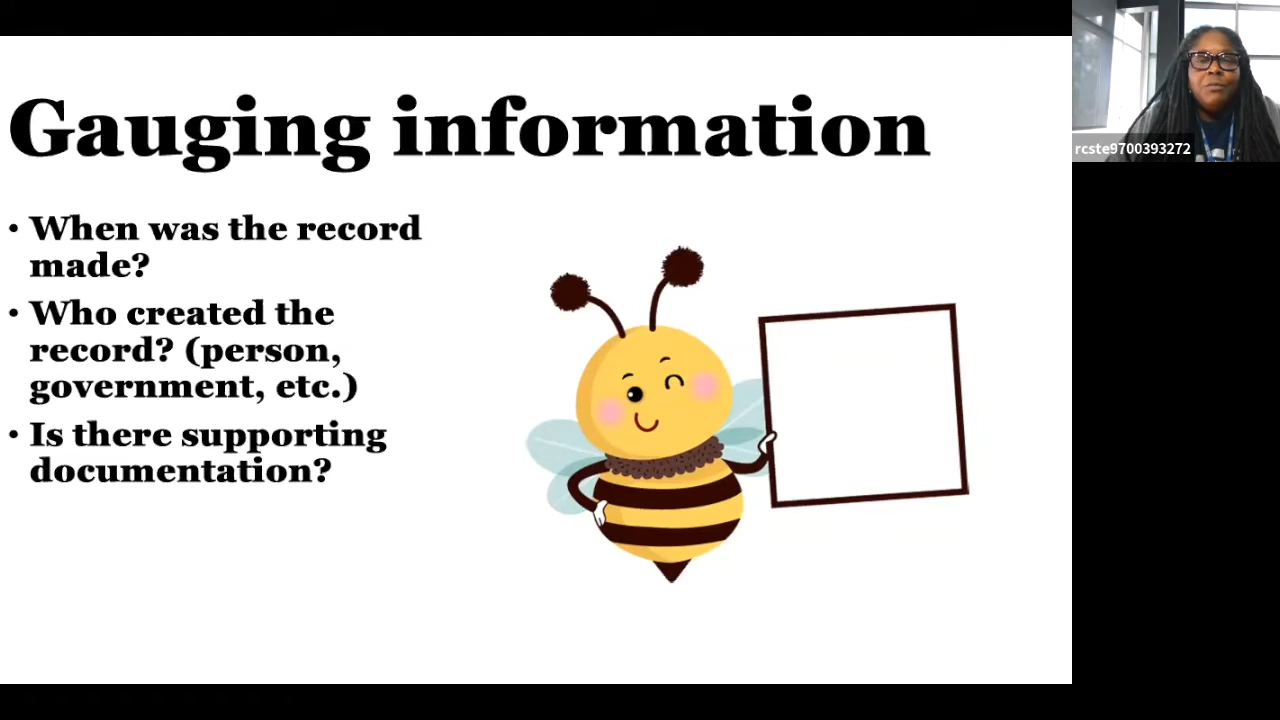 Gauging information
• When was the record
made?
• Who created the
record? (person,
government, etc.)
• Is there supporting
documentation?
rcste9700393272